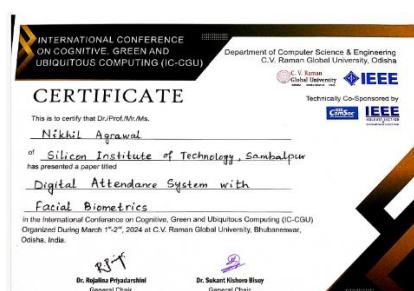 INTERNATIONAL CONFERENCE
ON COGNITIVE, GREEN AND
UBIQUITOUS COMPUTING (IC-CGU)
Department of Computer Science & Engineering
C.V. Raman Global University, Odisha
C. V. Raman
Global University
IEEE
CERTIFICATE
Technically Co-Sponsored by
IEEE
This is to certify that Dr./Prof./Mr./Ms.
Nikhil Agrawal
of Silicon Institute of Technology, Sambalpur
has presented a paper titled
Digital Attendance System with
Facial Biometrics
in the International Conference on Cognitive, Green and Ubiquitous Computing (IC-CGU)
Organized During March 1st-2nd, 2024 at C.V. Raman Global University, Bhubaneswar,
Odisha, India.
Dr. Rojalina Priyadarshini
General Chair
Dr. Sukant Kishoro Bisoy
General Chair